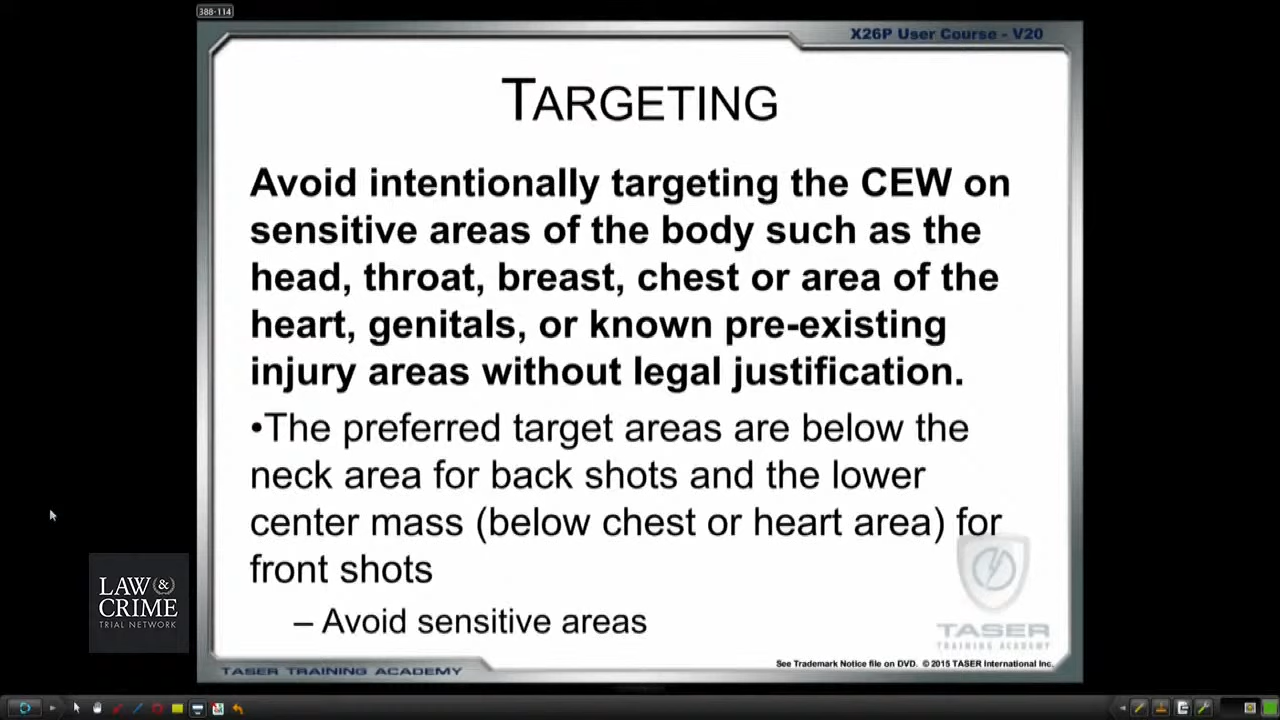 388-114
X26P User Course - V20
TARGETING
Avoid intentionally targeting the CEW on
sensitive areas of the body such as the
head, throat, breast, chest or area of the
heart, genitals, or known pre-existing
injury areas without legal justification.
•The preferred target areas are below the
neck area for back shots and the lower
center mass (below chest or heart area) for
front shots
– Avoid sensitive areas
LAW &
CRIME
TRIAL NETWORK
TASER
TRAINING ACADEMY
TASER TRAINING ACADEMY
See Trademark Notice file on DVD. © 2015 TASER International Inc.